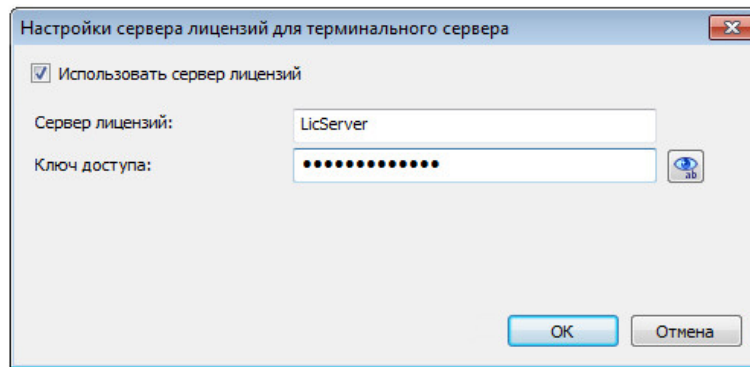 Настройки сервера лицензий для терминального сервера
Использовать сервер лицензий
Сервер лицензий: LicServer
Ключ доступа: •••••••••••••
ab
OK Отмена